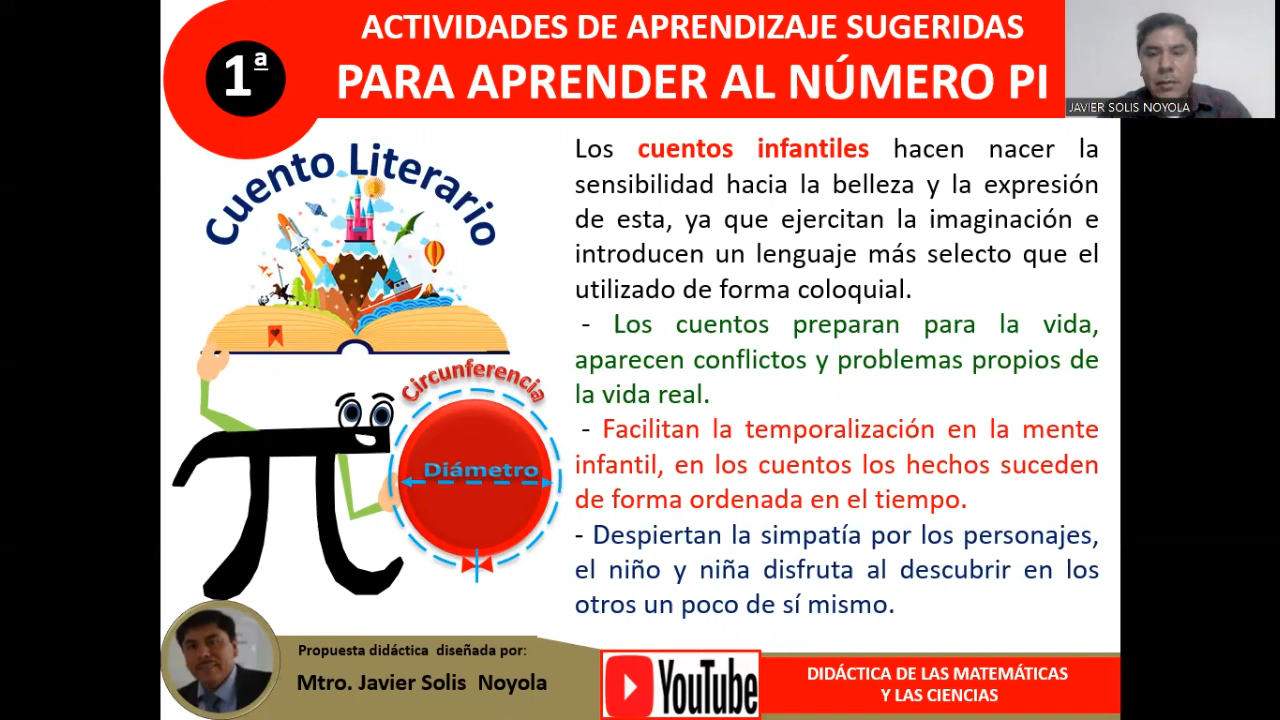 1ª
ACTIVIDADES DE APRENDIZAJE SUGERIDAS
PARA APRENDER AL NÚMERO PI
JAVIER SOLIS NOYOLA
Cuento Literario
Circunferencia
Diámetro
Los cuentos infantiles hacen nacer la
sensibilidad hacia la belleza y la expresión
de esta, ya que ejercitan la imaginación e
introducen un lenguaje más selecto que el
utilizado de forma coloquial.
- Los cuentos preparan para la vida,
aparecen conflictos y problemas propios de
la vida real.
- Facilitan la temporalización en la mente
infantil, en los cuentos los hechos suceden
de forma ordenada en el tiempo.
- Despiertan la simpatía por los personajes,
el niño y niña disfruta al descubrir en los
otros un poco de sí mismo.
Propuesta didáctica diseñada por:
Mtro. Javier Solis Noyola
YouTube
DIDÁCTICA DE LAS MATEMÁTICAS
Y LAS CIENCIAS